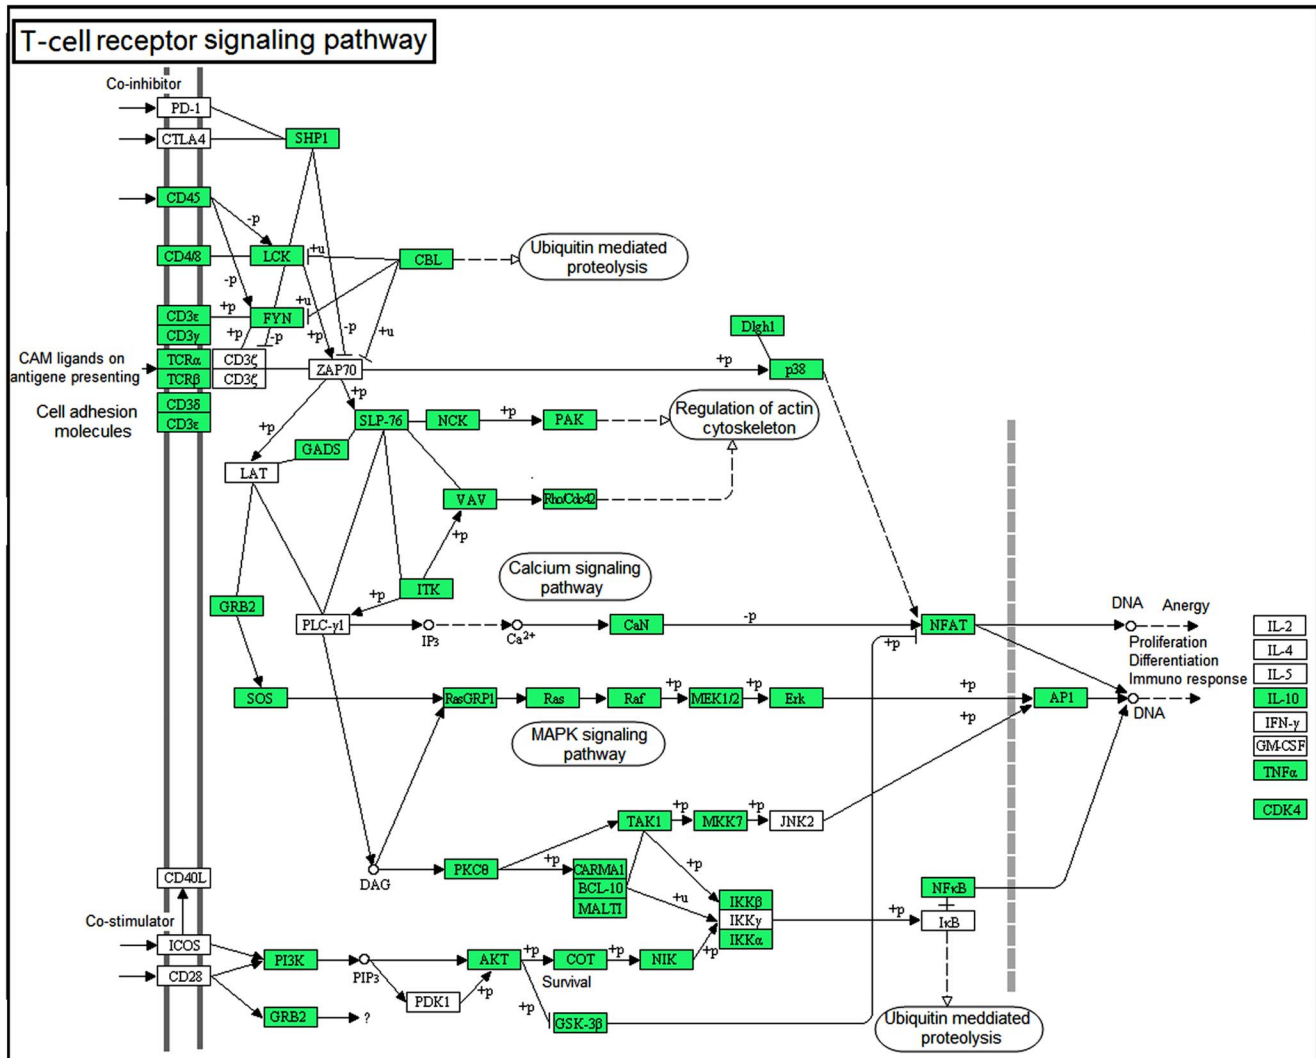 T-cell receptor signaling pathway
Co-inhibitor
PD-1
CTLA4
SHP1
CD45
-p
CD4/8
LCK
+u
CBL
Ubiquitin mediated
proteolysis
-p
CD3ε
+p
FYN
+u
CD3γ
+p
-p
+p
-p
+u
Dlgh1
CAM ligands on
antigene presenting
TCRα
CD3ζ
ZAP70
+p
p38
TCRβ
CD3ζ
+p
Cell adhesion
molecules
CD3δ
CD3ε
+p
SLP-76
NCK
+p
PAK
Regulation of actin
cytoskeleton
GADS
LAT
VAV
Rho/Cdc42
+p
Calcium signaling
pathway
ITK
+p
GRB2
PLC-γ1
IP3
Ca2+
CaN
-p
NFAT
+p
DNA
Anergy
Proliferation
Differentiation
Immuno response
DNA
IL-2
IL-4
IL-5
IL-10
IFN-γ
GM-CSF
TNFα
CDK4
SOS
RasGRP1
Ras
Raf
+p
MEK1/2
+p
Erk
+p
AP1
+p
MAPK signaling
pathway
TAK1
+p
MKK7
+p
JNK2
DAG
PKCθ
+p
CARMA1
BCL-10
MALTI
+p
+u
IKKβ
IKKγ
IKKα
+p
NFκB
IκB
CD40L
Co-stimulator
ICOS
CD28
PI3K
PIP3
PDK1
+p
AKT
+p
COT
+p
NIK
+p
Survival
GRB2
?
+p
GSK-3β
Ubiquitin meddiated
proteolysis